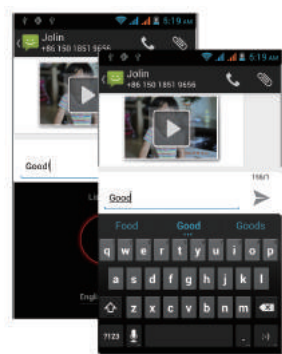 5:19 AM
Jolin
+86 150 1851 9656
Good!
Engli
5:19 AM
Jolin
+86 150 1851 9656
Good
Food Good Goods
q w e r t y u i o p
a s d f g h j k l
z x c v b n m
?123 . :-)